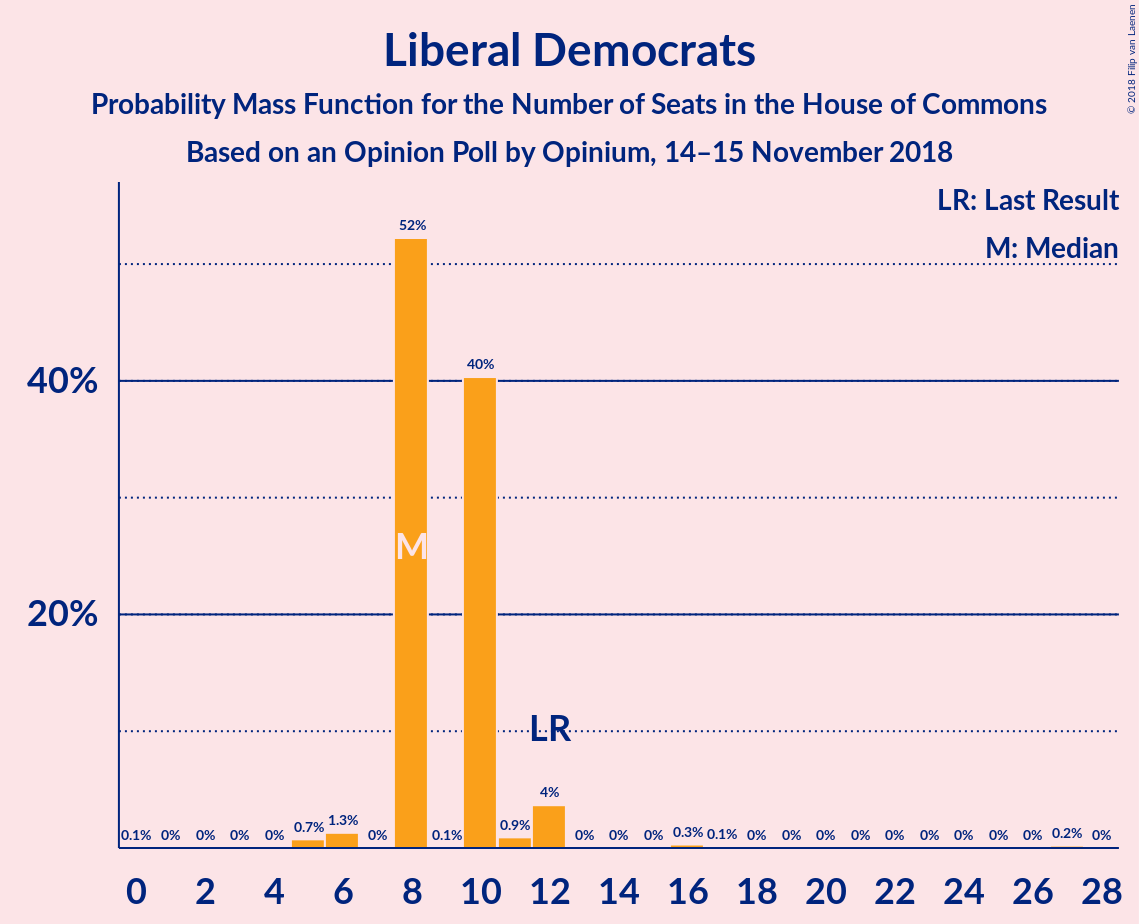 Liberal Democrats
Probability Mass Function for the Number of Seats in the House of Commons
Based on an Opinion Poll by Opinium, 14–15 November 2018
© 2018 Filip van Laenen
LR: Last Result
M: Median
52%
40%
40%
M
20%
LR
4%
0.1% 0% 0% 0% 0% 0.7% 1.3% 0% 0.1% 0.9% 0% 0% 0% 0.3% 0.1% 0% 0% 0% 0% 0% 0% 0% 0% 0% 0.2% 0%
0 2 4 6 8 10 12 14 16 18 20 22 24 26 28